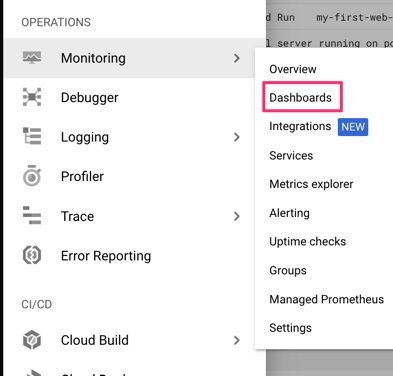 OPERATIONS
Monitoring
Debugger
Logging
Profiler
Trace
Error Reporting
CI/CD
Cloud Build
d Run my-first-web-
l server running on po
Overview
Dashboards
Integrations NEW
Services
Metrics explorer
Alerting
Uptime checks
Groups
Managed Prometheus
Settings